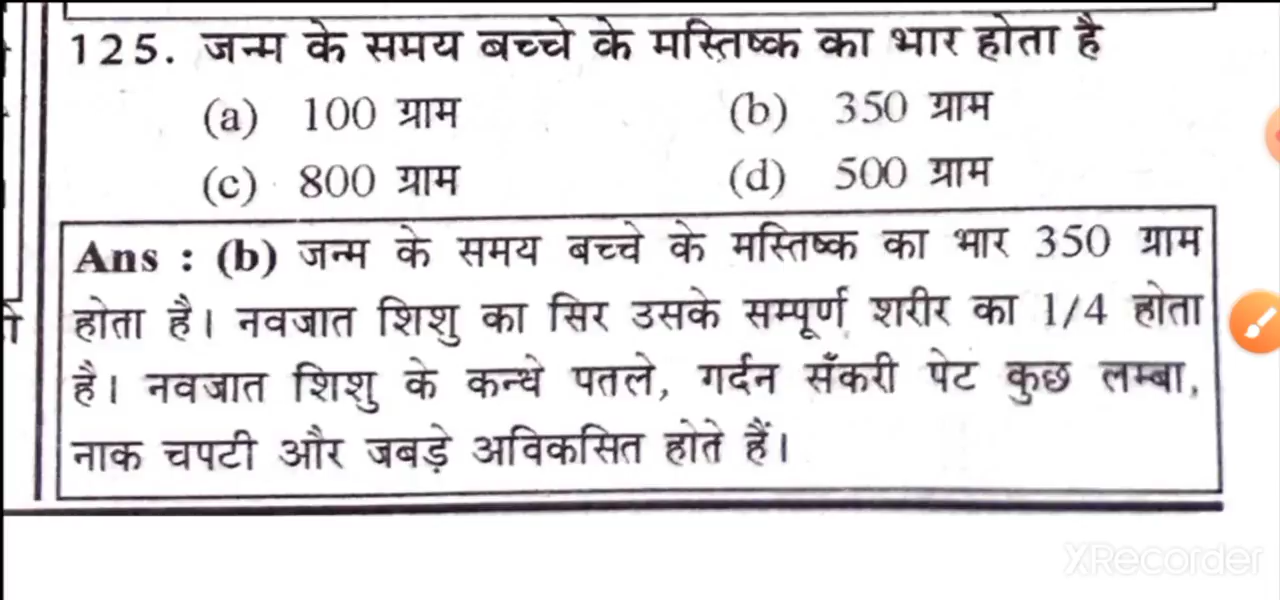 125. जन्म के समय बच्चे के मस्तिष्क का भार होता है
(a) 100 ग्राम (b) 350 ग्राम
(c) 800 ग्राम (d) 500 ग्राम
Ans : (b) जन्म के समय बच्चे के मस्तिष्क का भार 350 ग्राम
होता है। नवजात शिशु का सिर उसके सम्पूर्ण शरीर का 1/4 होता
है। नवजात शिशु के कन्धे पतले, गर्दन सँकरी पेट कुछ लम्बा,
नाक चपटी और जबड़े अविकसित होते हैं।
XRecorder